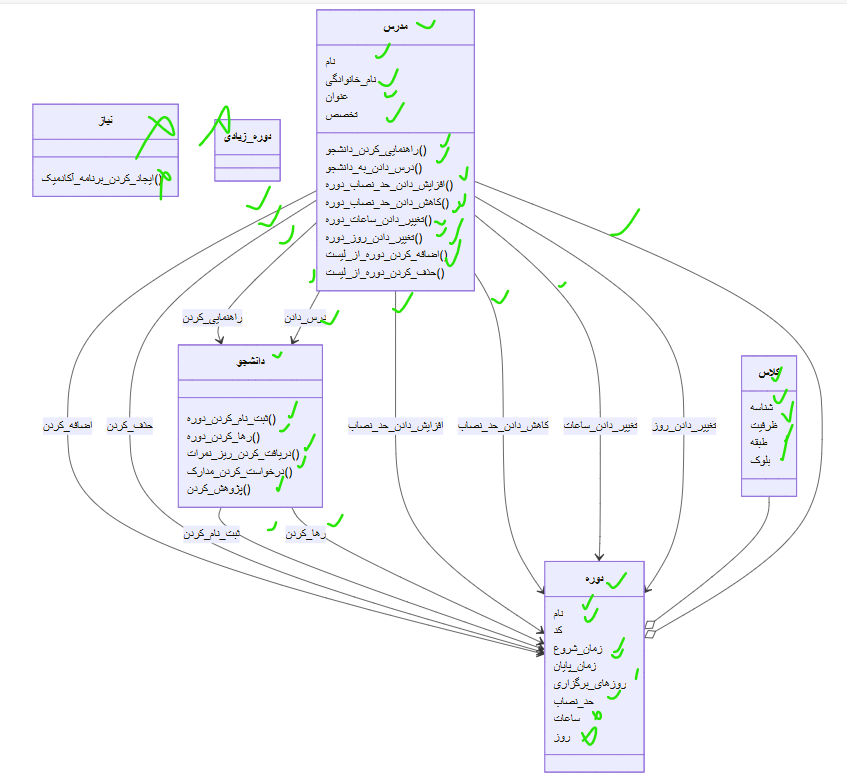 مدرس
نام
نام_خانوانگی
عنوان
تخصص
راهنمایی_کردن_دانشجو()
درس_دادن_به_دانشجو()
افزایش_دادن_حد_نصاب_دوره()
کاهش_دادن_حد_نصاب_دوره()
تغییر_دادن_ساعات_دوره()
تغییر_دادن_روز_دوره()
اضافه_کردن_دوره_از_لیست()
حذف_کردن_دوره_از_لیست()
نیاز
ایجاد_کردن_برنامه_آکادمیک()
دوره_زیادی
راهنمایی_کردن
درس_دادن
دانشجو
ثبت_نام_کردن_دوره()
رها_کردن_دوره()
دریافت_کردن_ریز_نمرات()
درخواست_کردن_مدارک()
پژوهش_کردن()
کلاس
شناسه
ظرفیت
طبقه
بلوک
اضافه_کردن
حذف_کردن
افزایش_دادن_حد_نصاب
کاهش_دادن_حد_نصاب
تغییر_دادن_ساعات
تغییر_دادن_روز
ثبت_نام_کردن
رها_کردن
دوره
نام
کد
زمان_شروع
زمان_پایان
روزهای_برگزاری
حد_نصاب
ساعات
روز